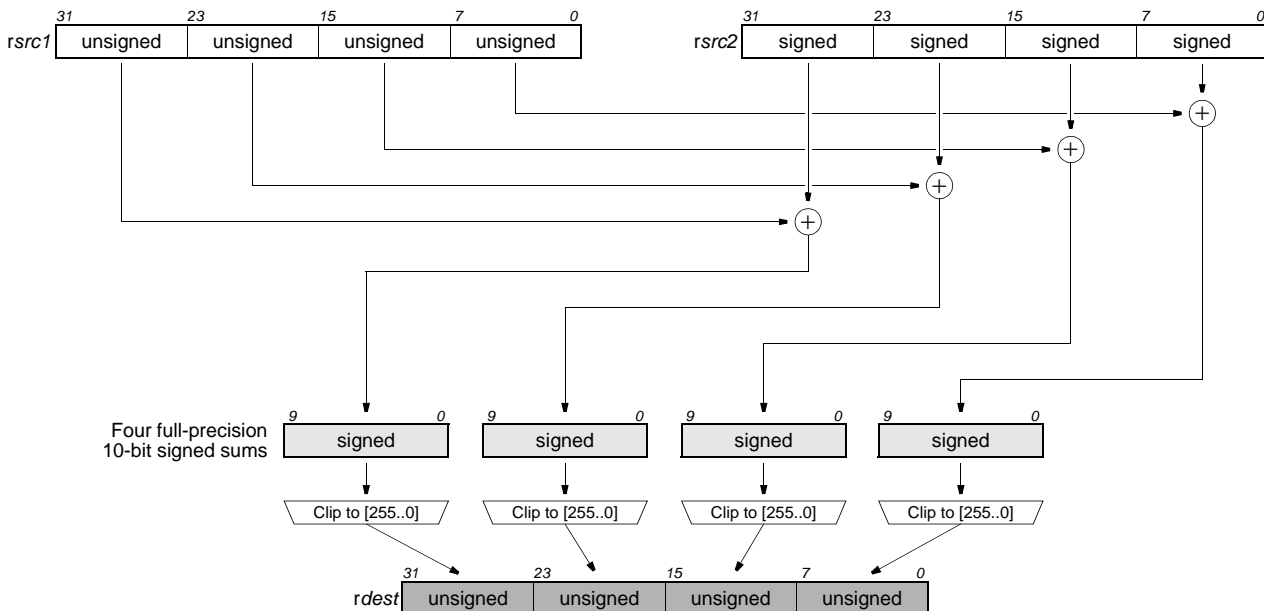 31 23 15 7 0
rsrc1 unsigned unsigned unsigned unsigned
31 23 15 7 0
rsrc2 signed signed signed signed
+
+
+
+
Four full-precision
10-bit signed sums
9 0 9 0 9 0 9 0
signed signed signed signed
Clip to [255..0] Clip to [255..0] Clip to [255..0] Clip to [255..0]
31 23 15 7 0
rdest unsigned unsigned unsigned unsigned